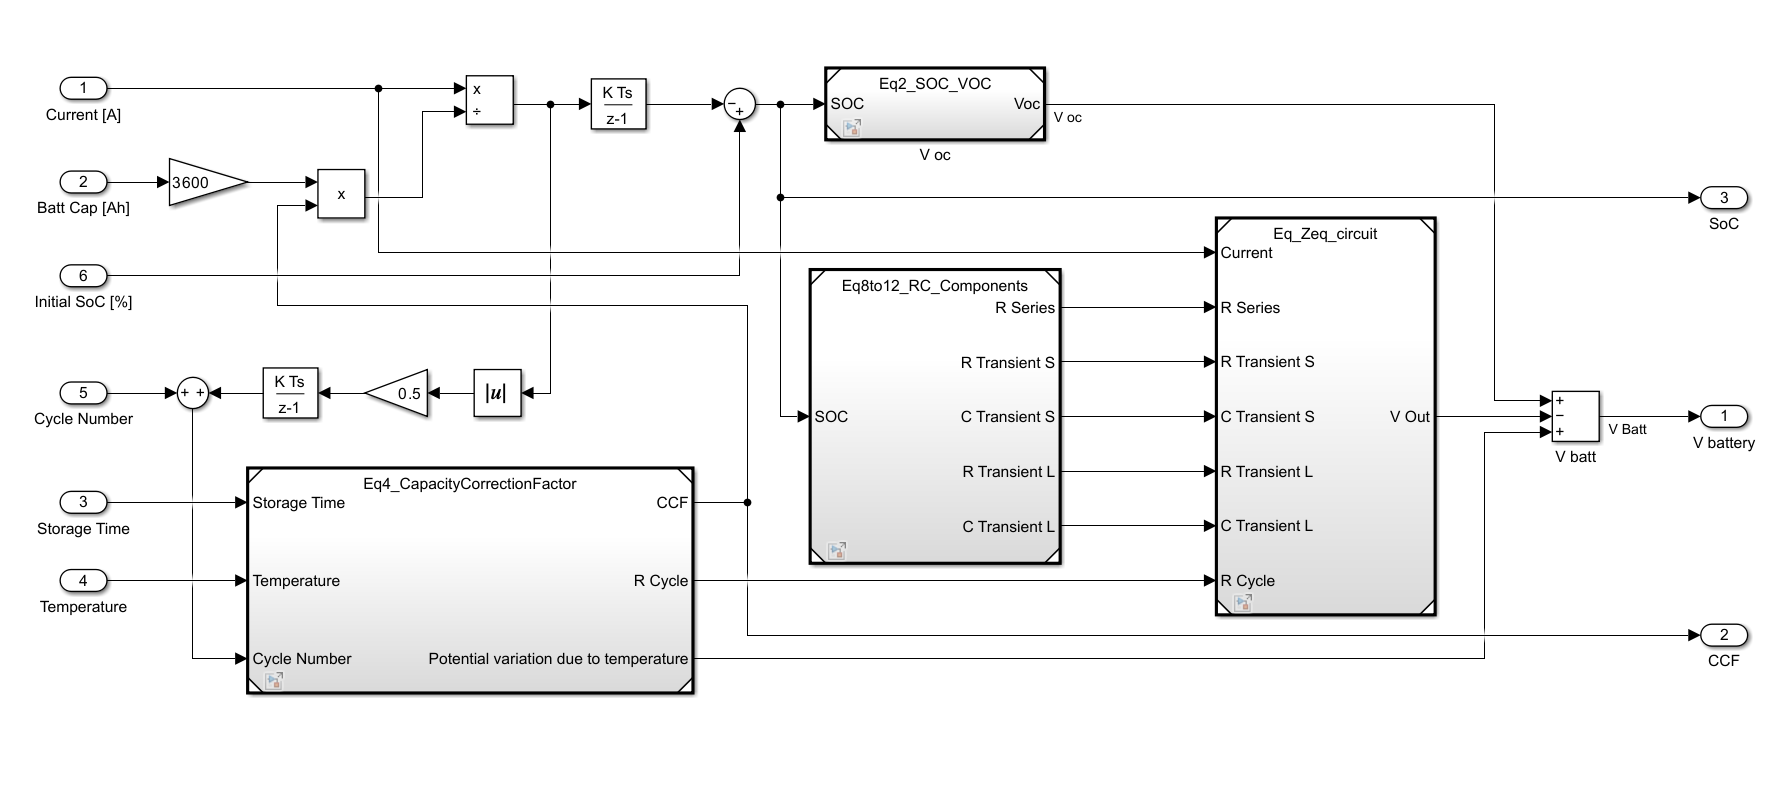 1
Current [A]
x
÷
K Ts
z-1
−
+
Eq2_SOC_VOC
SOC
Voc
V oc
V oc
2
Batt Cap [Ah]
3600
x
3
SoC
6
Initial SoC [%]
Eq_Zeq_circuit
Current
R Series
R Transient S
C Transient S
R Transient L
C Transient L
R Cycle
V Out
Eq8to12_RC_Components
SOC
R Series
R Transient S
C Transient S
R Transient L
C Transient L
5
Cycle Number
+ +
K Ts
z-1
0.5
|u|
+
−
+
V batt
V Batt
1
V battery
Eq4_CapacityCorrectionFactor
3
Storage Time
Storage Time
CCF
4
Temperature
Temperature
R Cycle
Cycle Number
Potential variation due to temperature
2
CCF